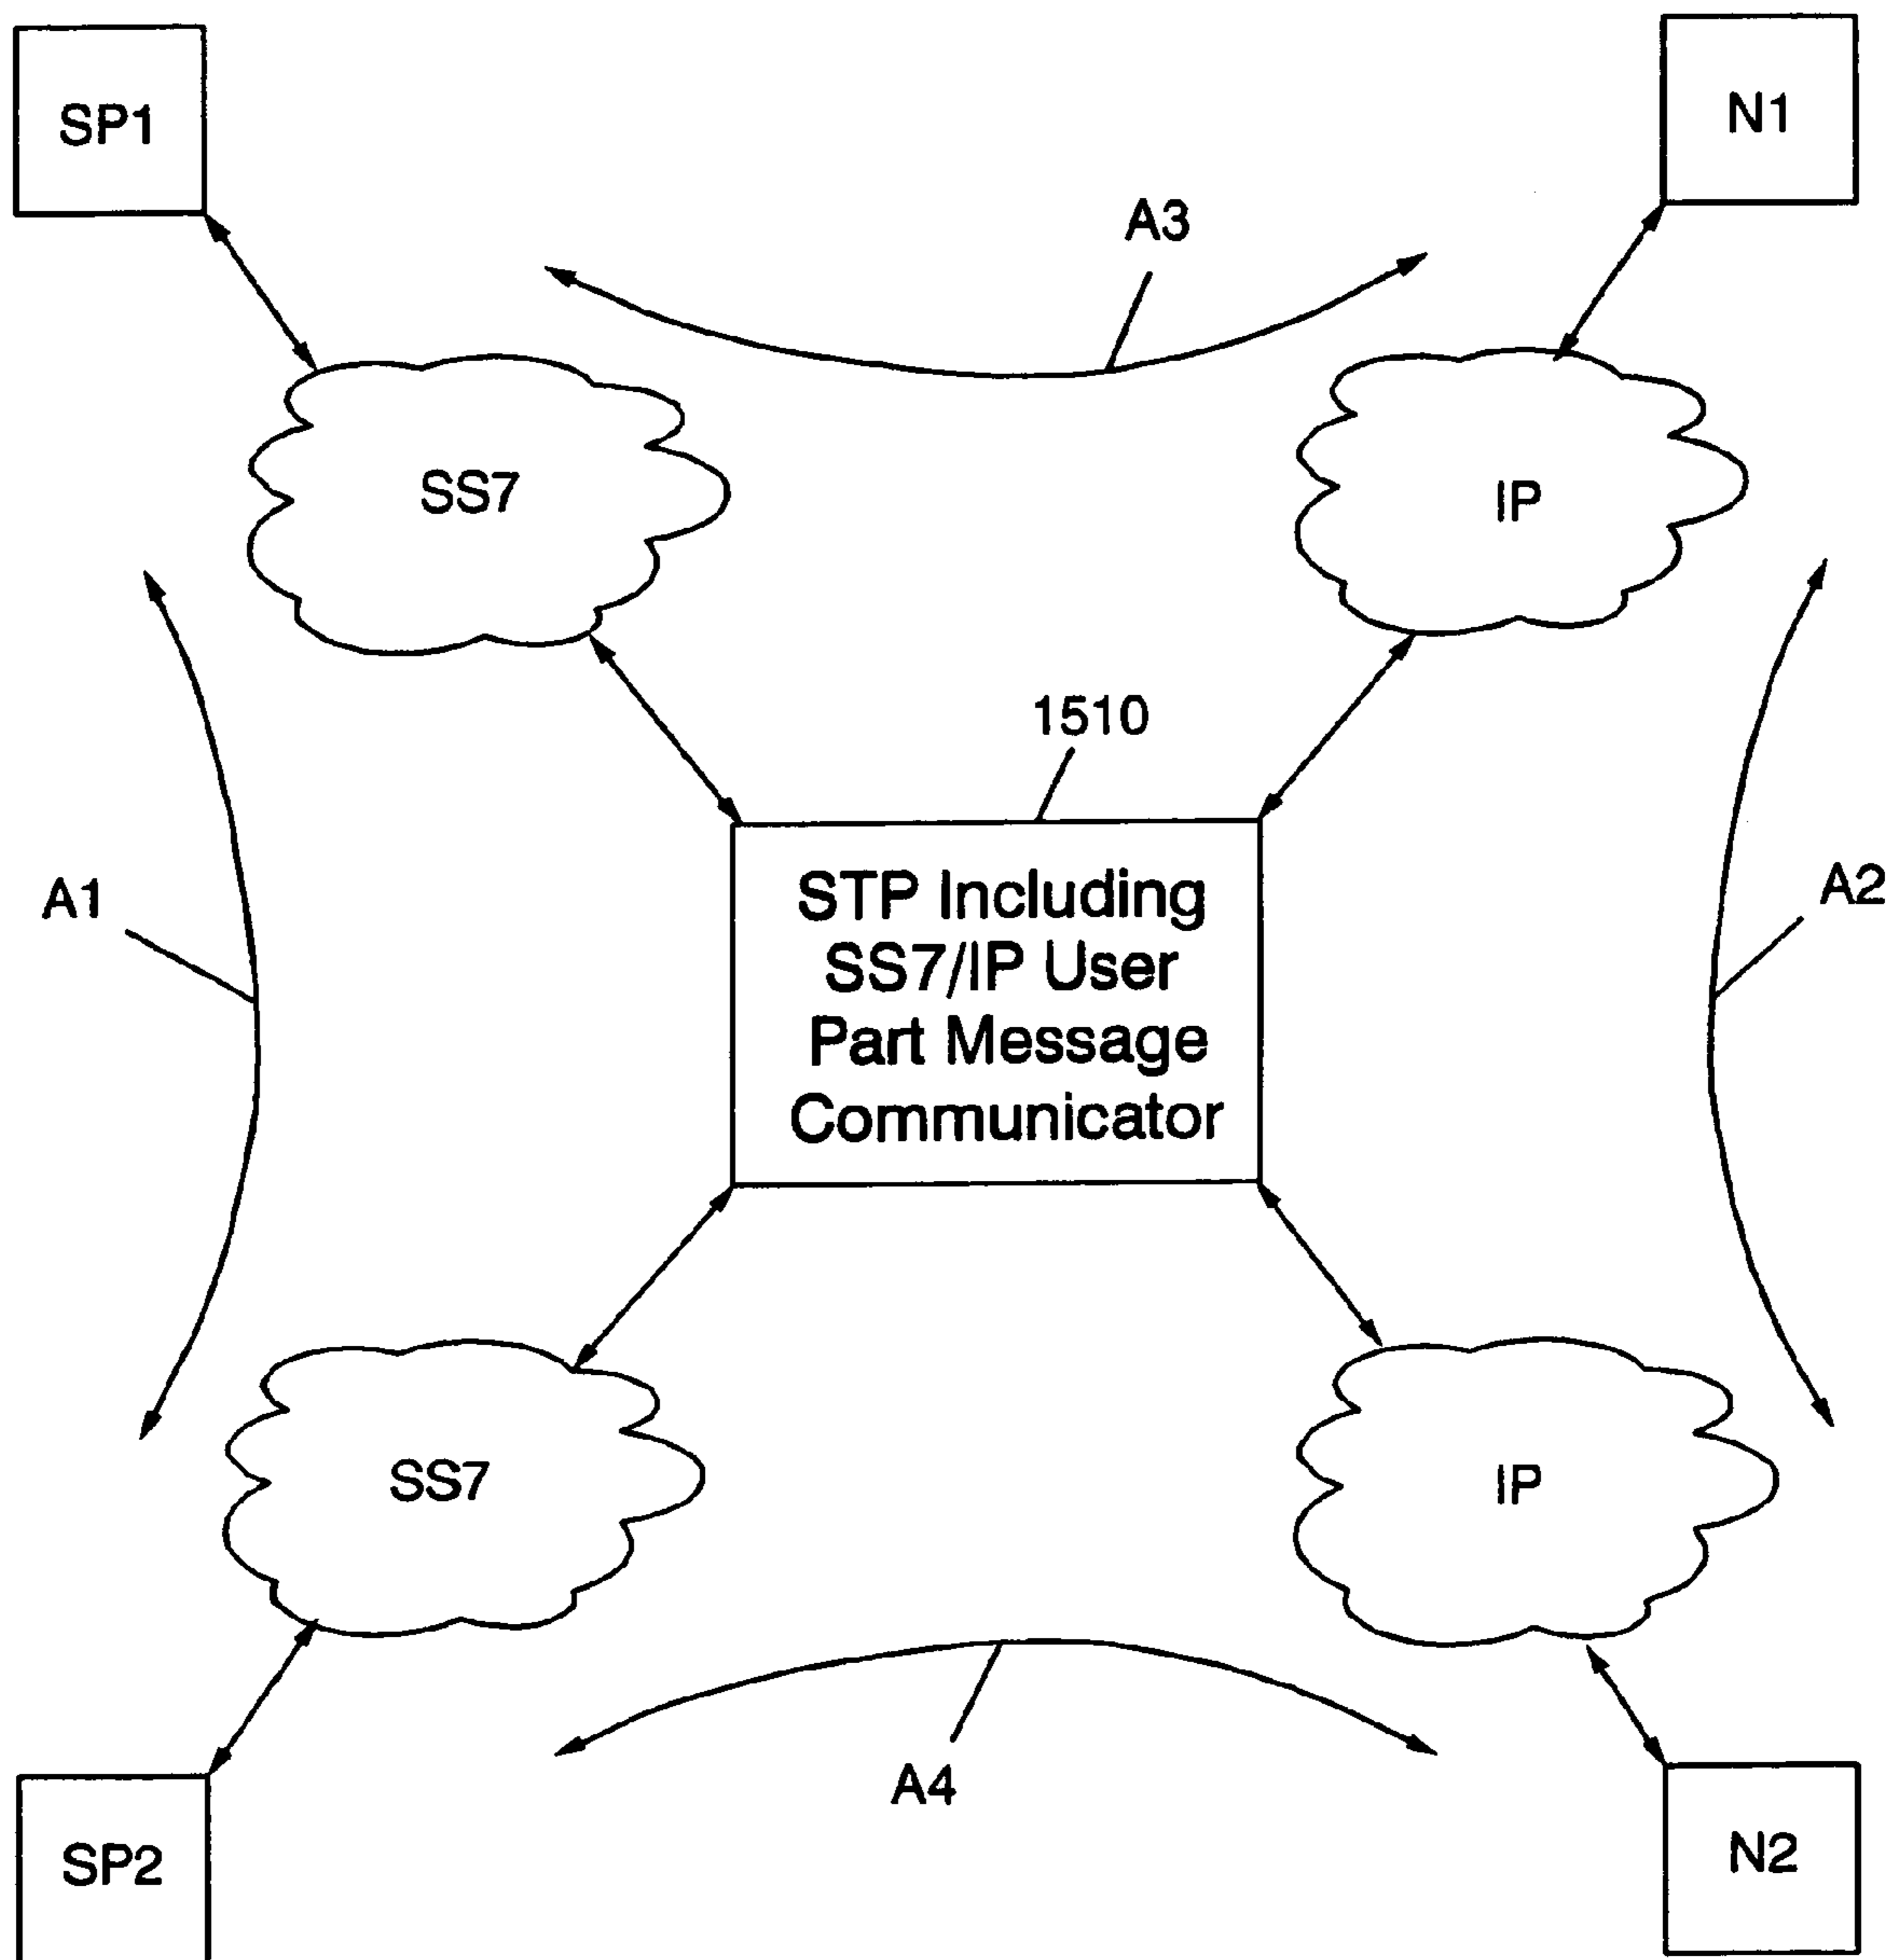 SP1
N1
A3
SS7
IP
1510
A1
STP Including
SS7/IP User
Part Message
Communicator
A2
SS7
IP
A4
SP2
N2